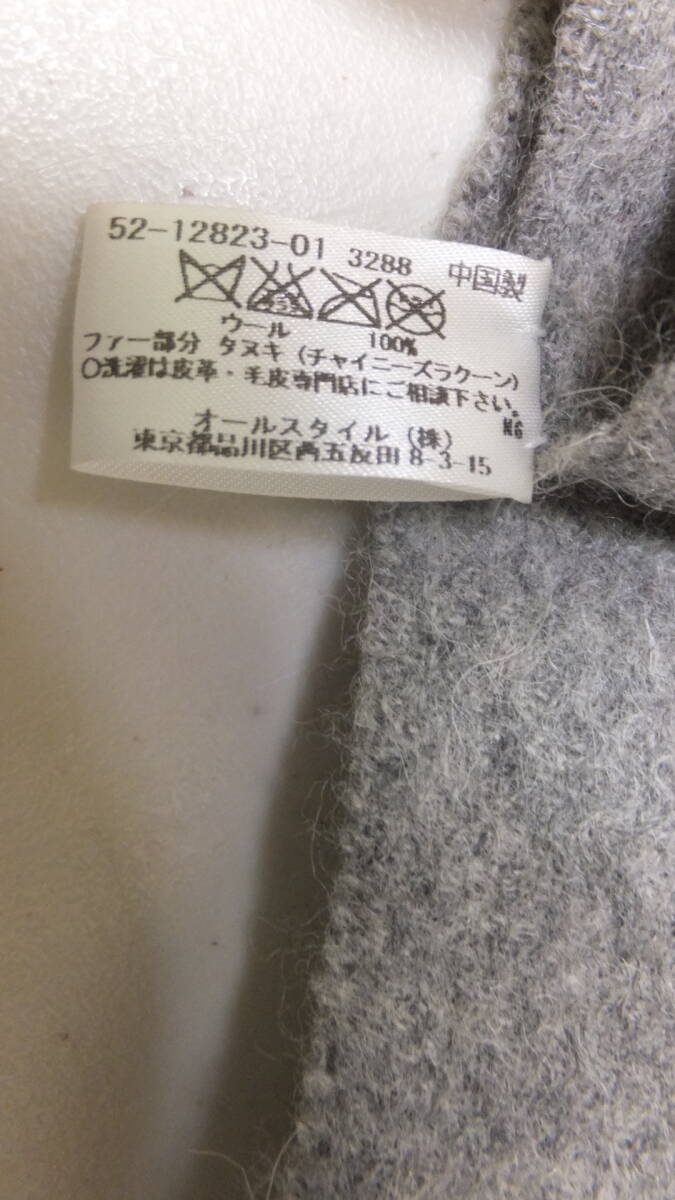 52-12823-01 3288 中国製
ウール 100%
ファー部分 タヌキ (チャイニーズラクーン)
○洗濯は皮革・毛皮専門店にご相談下さい。
NG
オールスタイル (株)
東京都品川区西五反田 8-3-15